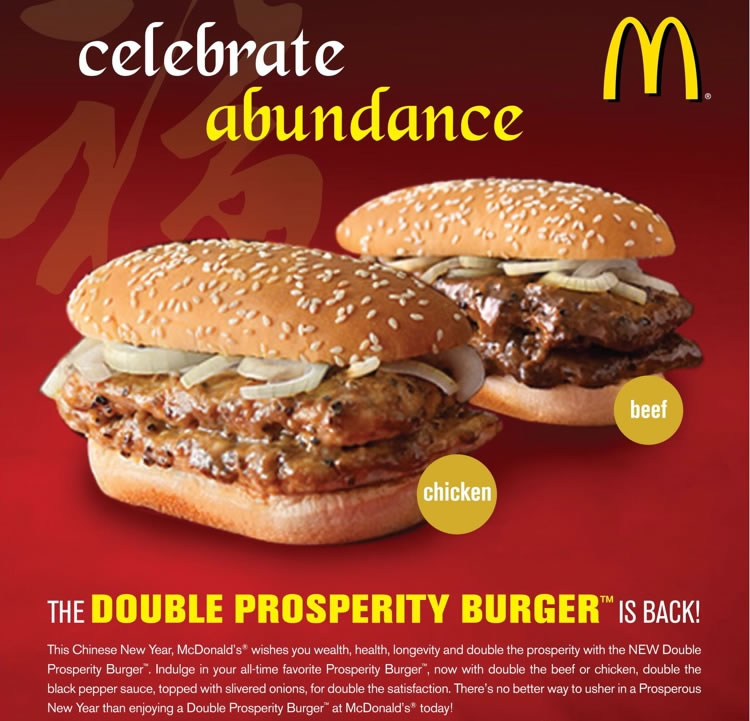 celebrate
abundance
M®
福
beef
chicken
THE DOUBLE PROSPERITY BURGER™ IS BACK!
This Chinese New Year, McDonald's® wishes you wealth, health, longevity and double the prosperity with the NEW Double
Prosperity Burger™. Indulge in your all-time favorite Prosperity Burger™, now with double the beef or chicken, double the
black pepper sauce, topped with slivered onions, for double the satisfaction. There's no better way to usher in a Prosperous
New Year than enjoying a Double Prosperity Burger™ at McDonald's® today!